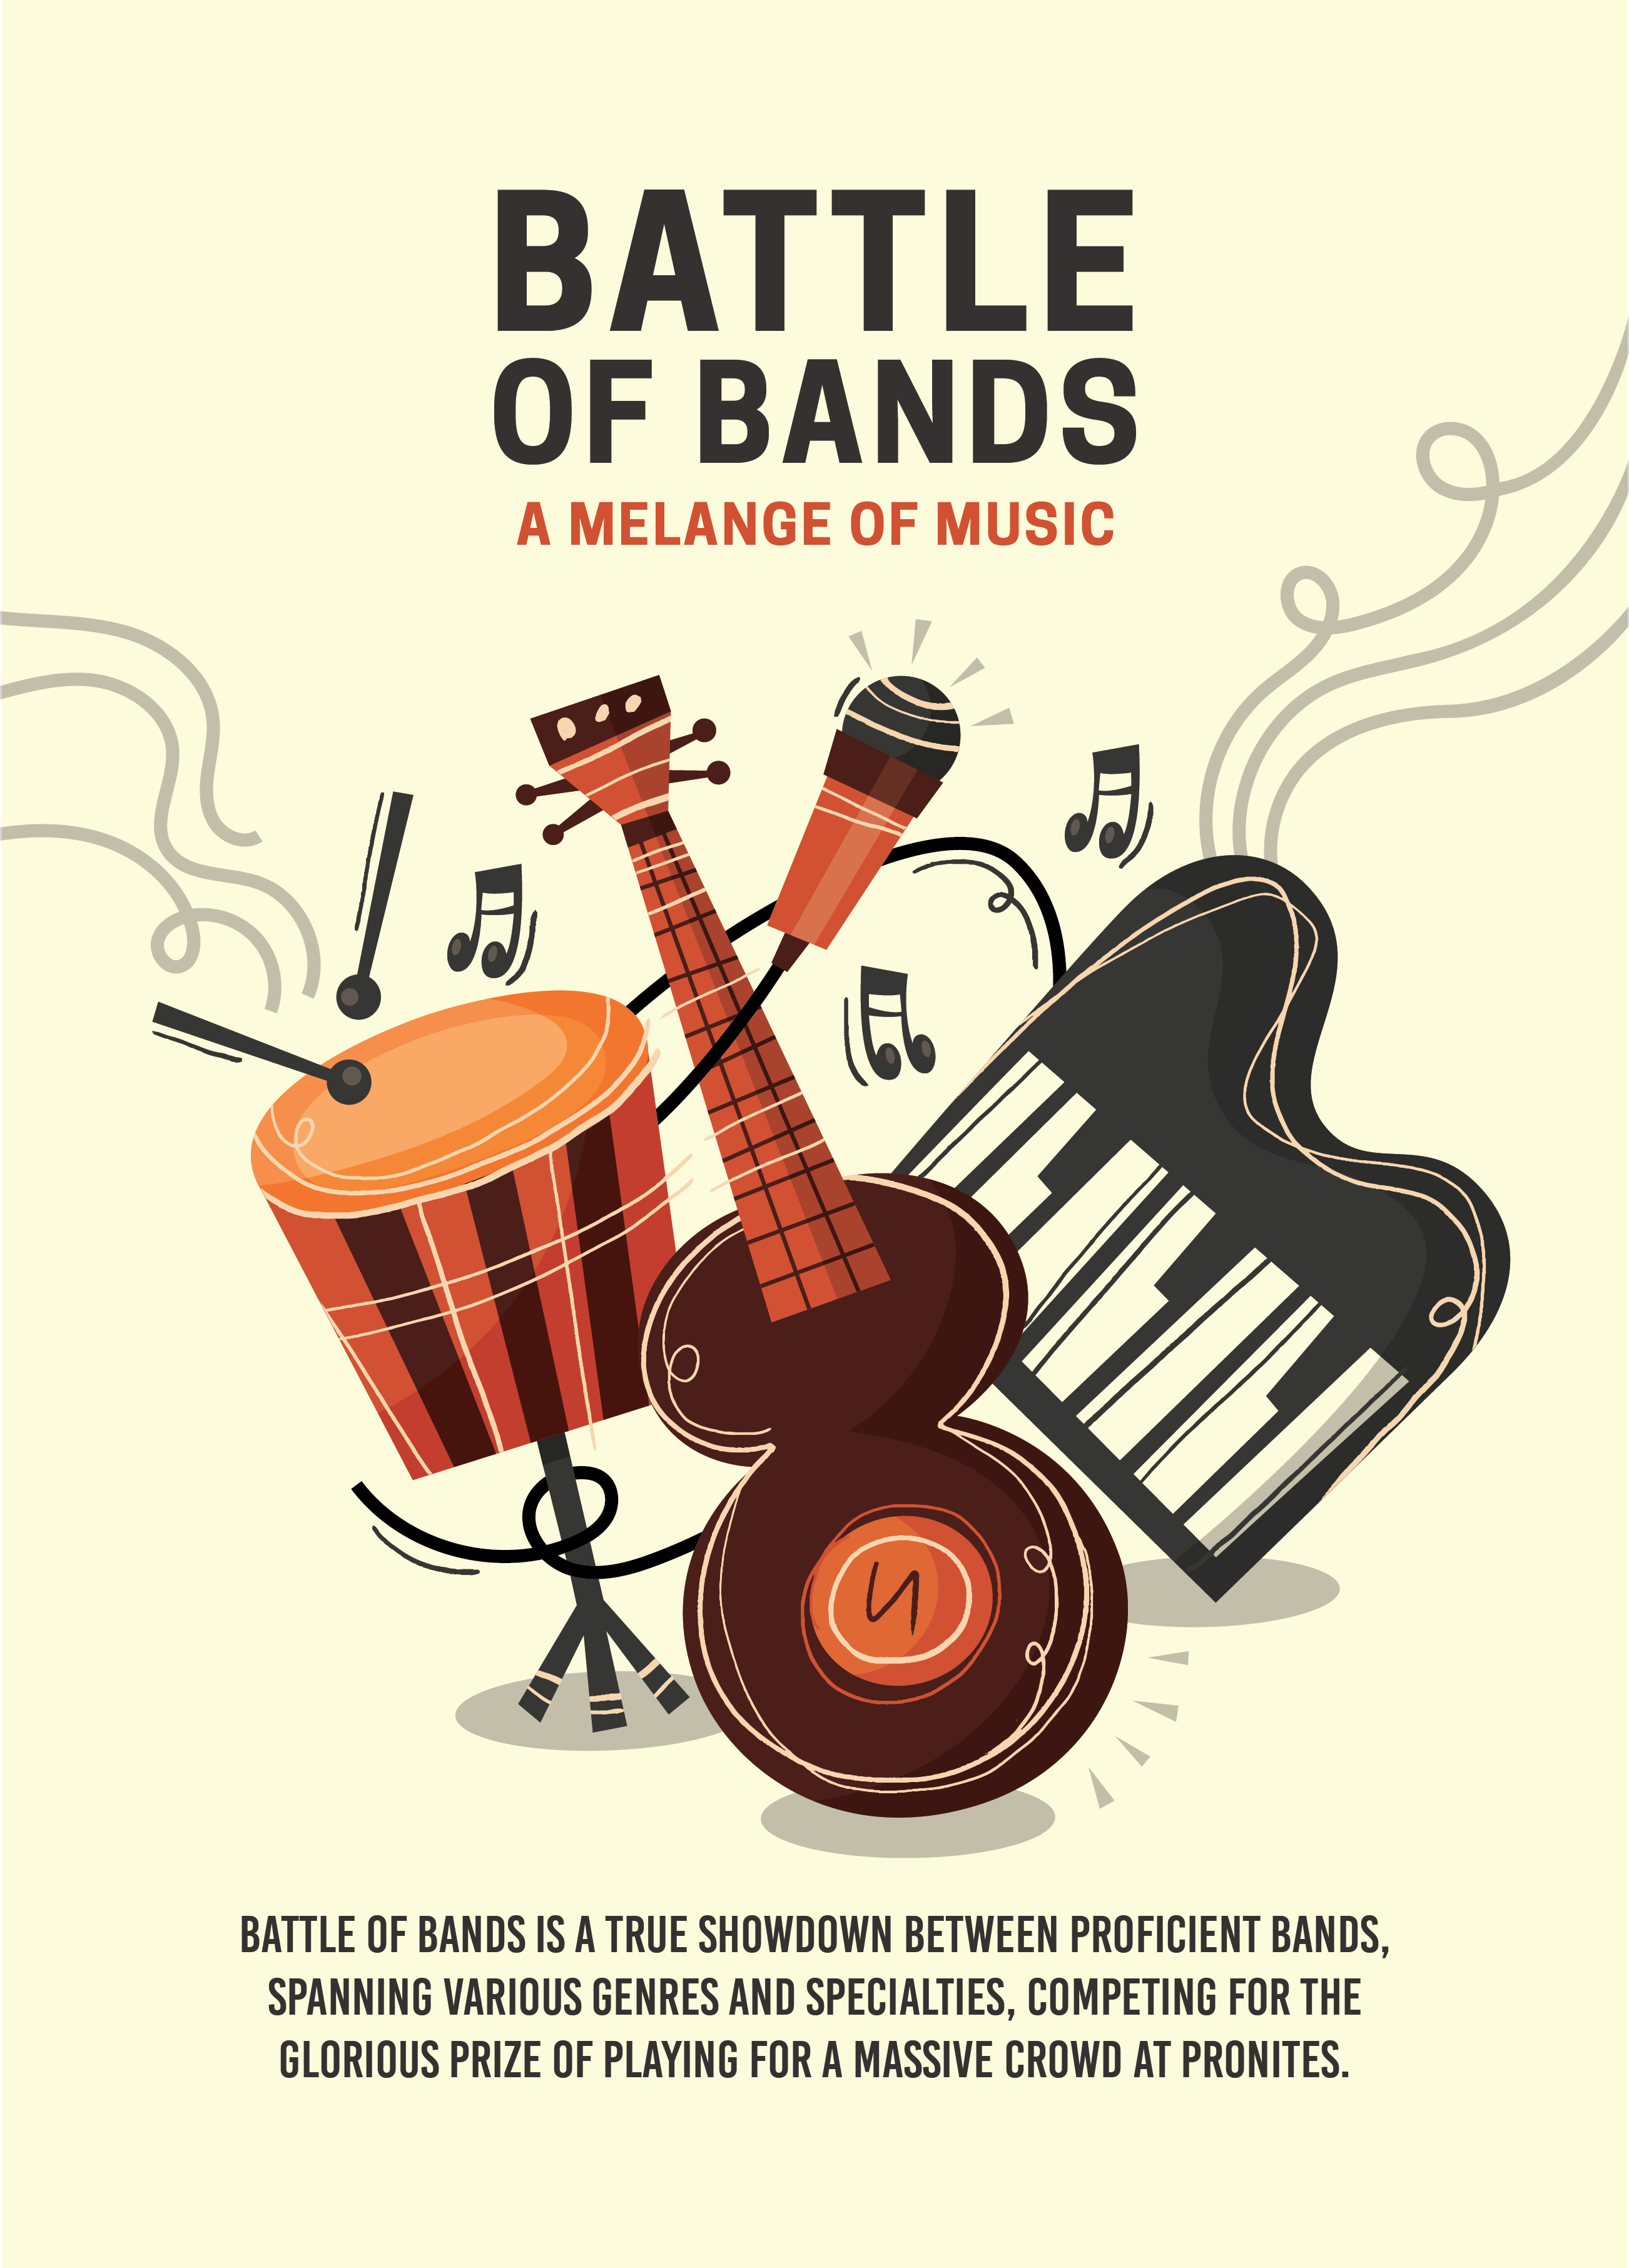 BATTLE
OF BANDS
A MELANGE OF MUSIC
BATTLE OF BANDS IS A TRUE SHOWDOWN BETWEEN PROFICIENT BANDS,
SPANNING VARIOUS GENRES AND SPECIALTIES, COMPETING FOR THE
GLORIOUS PRIZE OF PLAYING FOR A MASSIVE CROWD AT PRONITES.